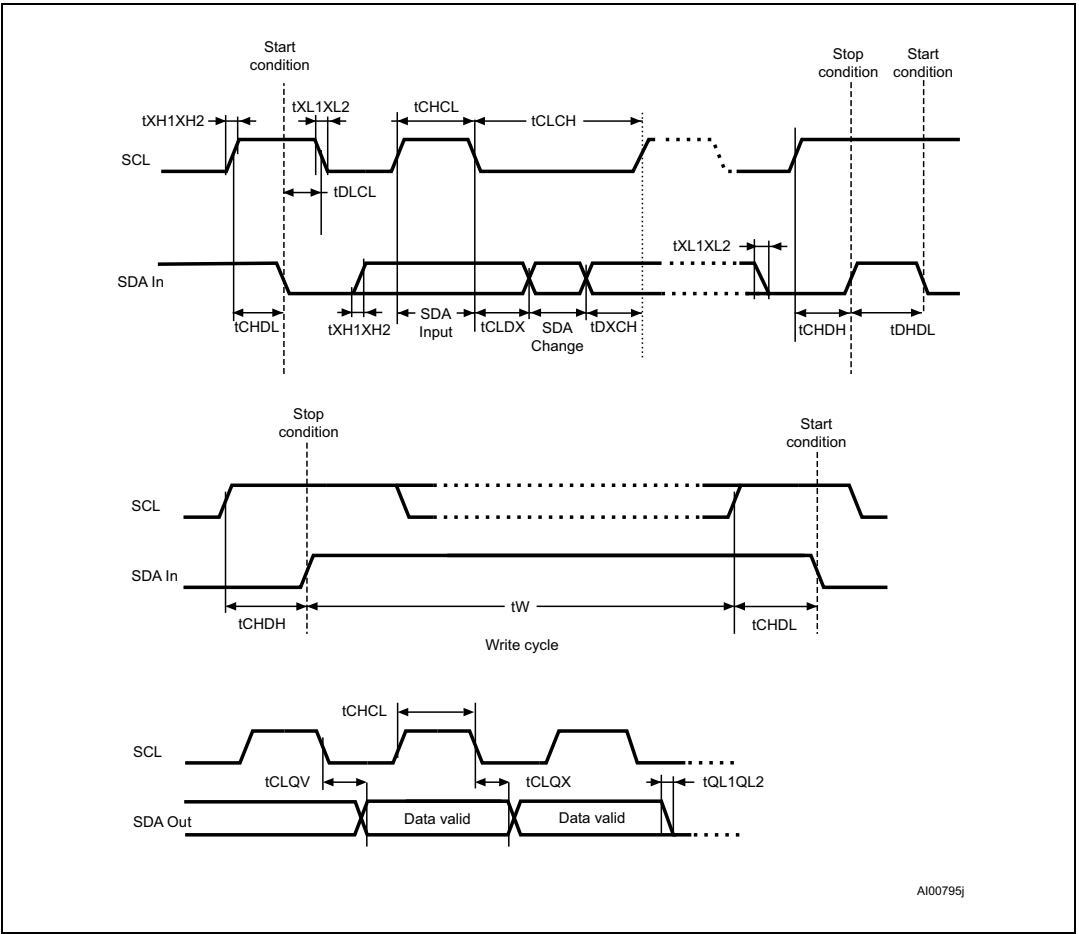 Start
condition
Stop
condition
Start
condition
tXH1XH2
tXL1XL2
tCHCL
tCLCH
SCL
tDLCL
tXL1XL2
SDA In
tCHDL
tXH1XH2
SDA
Input
tCLDX
SDA
Change
tDXCH
tCHDH
tDHDL
Stop
condition
Start
condition
SCL
SDA In
tCHDH
tW
tCHDL
Write cycle
tCHCL
SCL
tCLQV
tCLQX
tQL1QL2
SDA Out
Data valid
Data valid
AI00795j